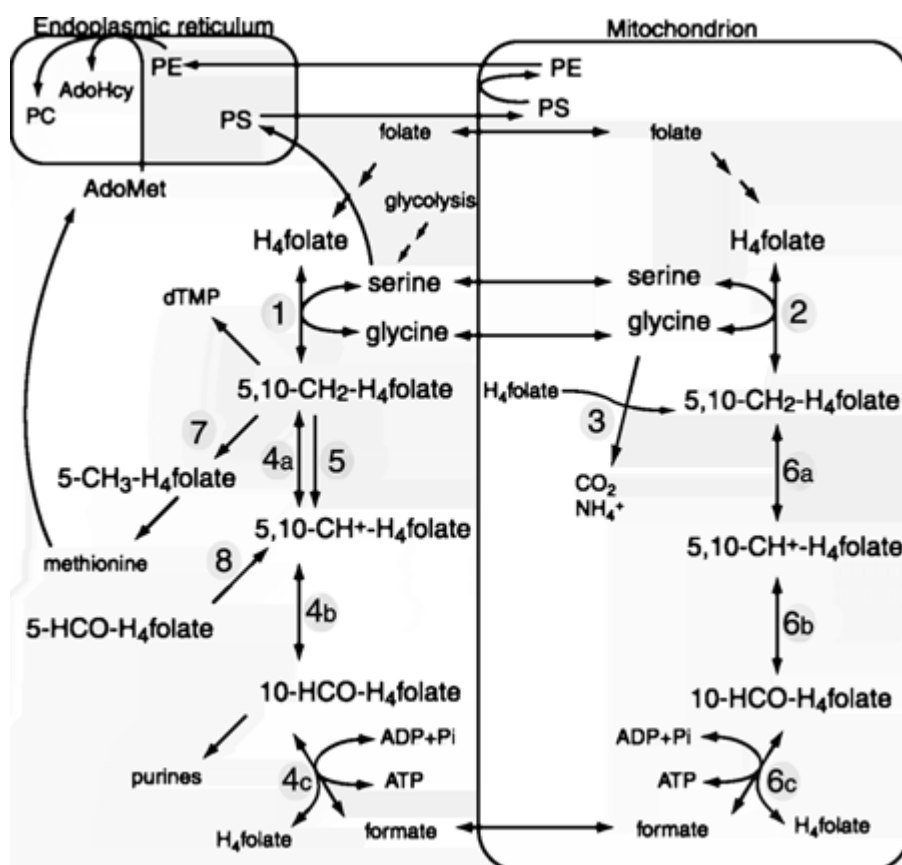 Endoplasmic reticulum
Mitochondrion
PE
PE
AdoHcy
PC
PS
PS
folate
folate
AdoMet
glycolysis
H₄folate
H₄folate
serine
serine
dTMP
1
2
glycine
glycine
5,10-CH₂-H₄folate
H₄folate
5,10-CH₂-H₄folate
3
7
4a
5
6a
5-CH₃-H₄folate
CO₂
NH₄⁺
5,10-CH+-H₄folate
5,10-CH+-H₄folate
methionine
8
4b
6b
5-HCO-H₄folate
10-HCO-H₄folate
10-HCO-H₄folate
ADP+Pi
ADP+Pi
purines
4c
ATP
ATP
6c
H₄folate
formate
formate
H₄folate